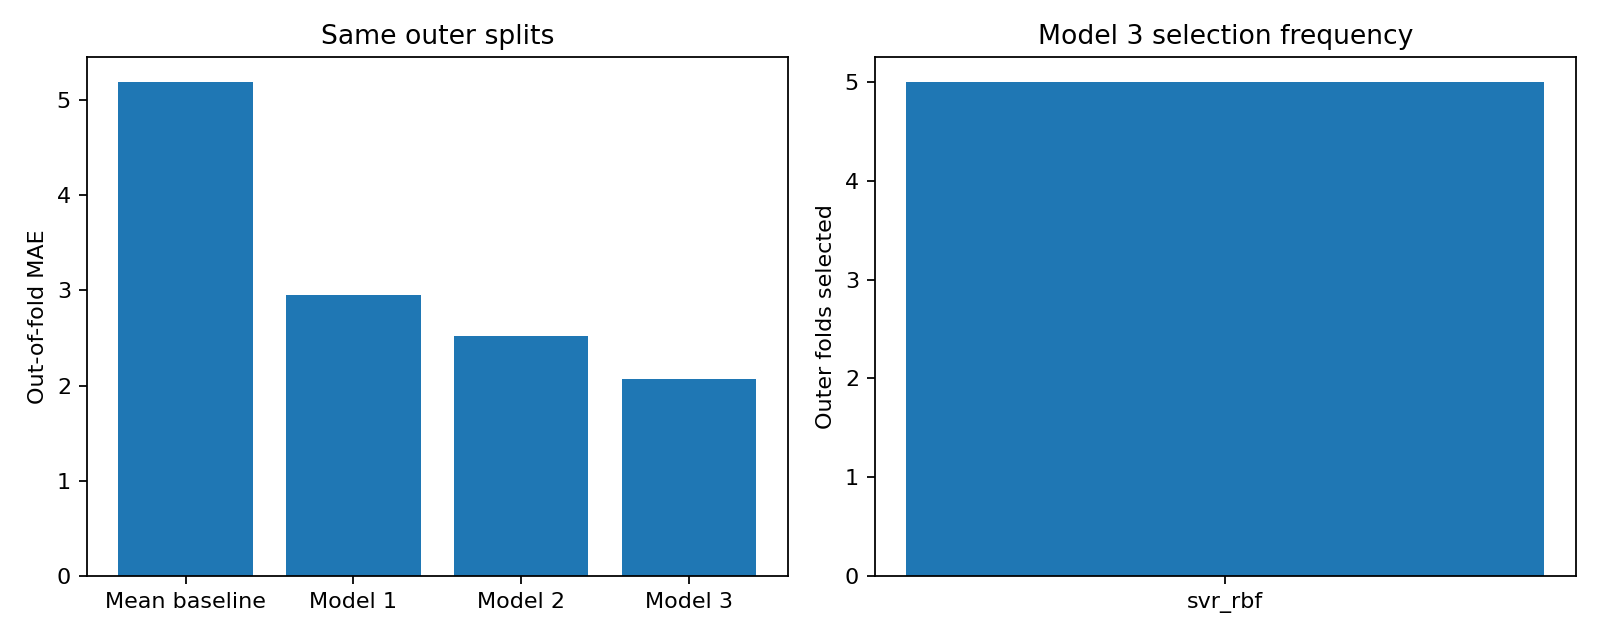 Same outer splits
Out-of-fold MAE
5
4
3
2
1
0
Mean baseline Model 1 Model 2 Model 3
Model 3 selection frequency
Outer folds selected
5
4
3
2
1
0
svr_rbf